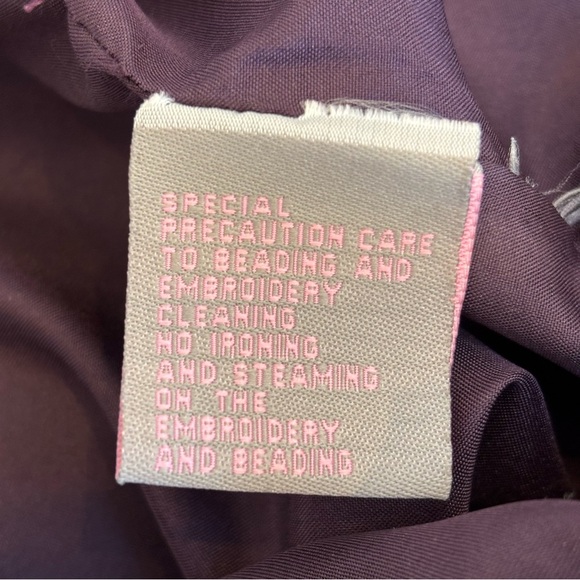 SPECIAL
PRECAUTION CARE
TO BEADING AND
EMBROIDERY
CLEANING
NO IRONING
AND STEAMING
ON THE
EMBROIDERY
AND BEADING